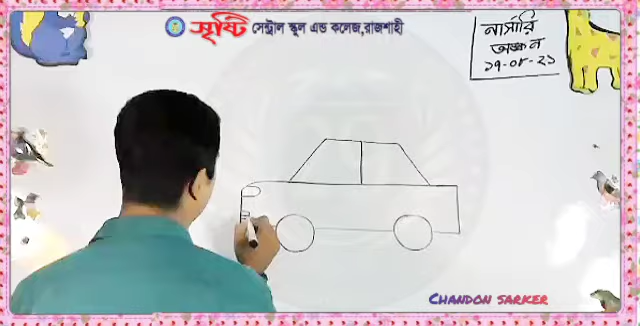 সৃষ্টি সেন্ট্রাল স্কুল এন্ড কলেজ,রাজশাহী
নার্সারি
অঙ্কন
১৭-০৮-২১
CHANDON SARKER